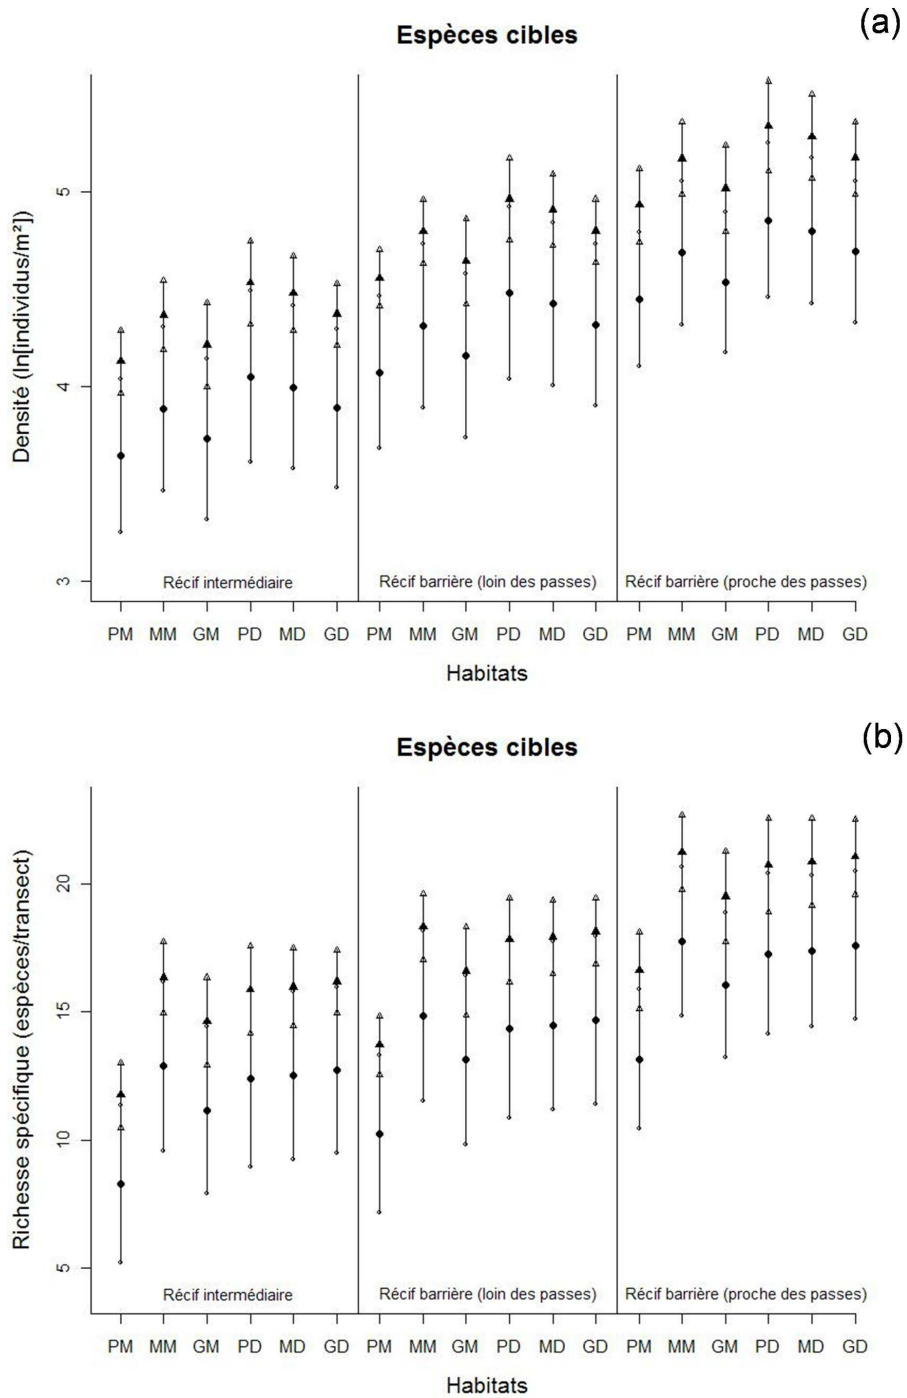 (a)
Espèces cibles
Densité (ln[individus/m²])
5
4
3
Récif intermédiaire
Récif barrière (loin des passes)
Récif barrière (proche des passes)
PM MM GM PD MD GD PM MM GM PD MD GD PM MM GM PD MD GD
Habitats
(b)
Espèces cibles
Richesse spécifique (espèces/transect)
20
15
10
5
Récif intermédiaire
Récif barrière (loin des passes)
Récif barrière (proche des passes)
PM MM GM PD MD GD PM MM GM PD MD GD PM MM GM PD MD GD
Habitats